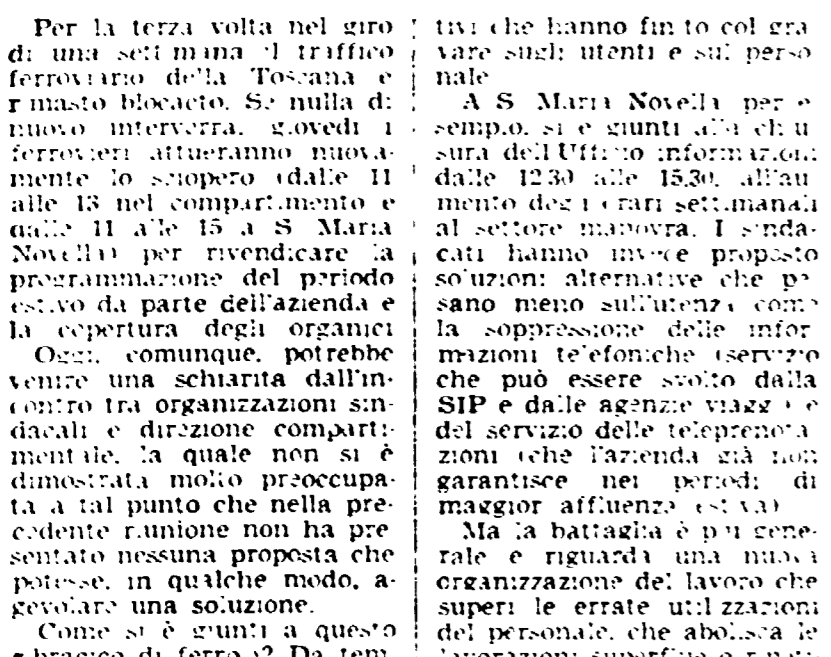 Per la terza volta nel giro
di una settimana il traffico
ferroviario della Toscana e
rimasto blocacto. Se nulla di
nuovo interverra, giovedi i
ferrovieri attueranno nuova-
mente lo sciopero (dalle 11
alle 13 nel compartimento e
dalle 11 alle 15 a S Maria
Novella) per rivendicare la
programmazione del periodo
estivo da parte dell'azienda e
la copertura degli organici
Oggi, comunque, potrebbe
venire una schiarita dall'in-
contro tra organizzazioni sin-
dacali e direzione comparti-
mentale, la quale non si è
dimostrata molto preoccupa-
ta a tal punto che nella pre-
cedente riunione non ha pre
sentato nessuna proposta che
potesse, in qualche modo, a-
gevolare una soluzione.
Come si è giunti a questo
di Da tem
tivi che hanno finito col gra
vare sugli utenti e sul perso
nale
A S Maria Novella per e
sempio, si e giunti alla chiu
sura dell'Ufficio informazioni
dalle 12.30 alle 15.30, all'au
mento degli orari settimanali
al settore manovra. I sinda-
cati hanno invece proposto
soluzioni alternative che pe
sano meno sull'utenza come
la soppressione delle infor
mazioni telefoniche (servizio
che può essere svolto dalla
SIP e dalle agenzie viaggi e
del servizio delle teleprenota
zioni (che l'azienda già non
garantisce nei periodi di
maggior affluenza estiva)
Ma la battaglia è piu gene-
rale e riguarda una nuova
organizzazione del lavoro che
superi le errate utilizzazioni
del personale, che abolisca le
lavorazioni superflue e